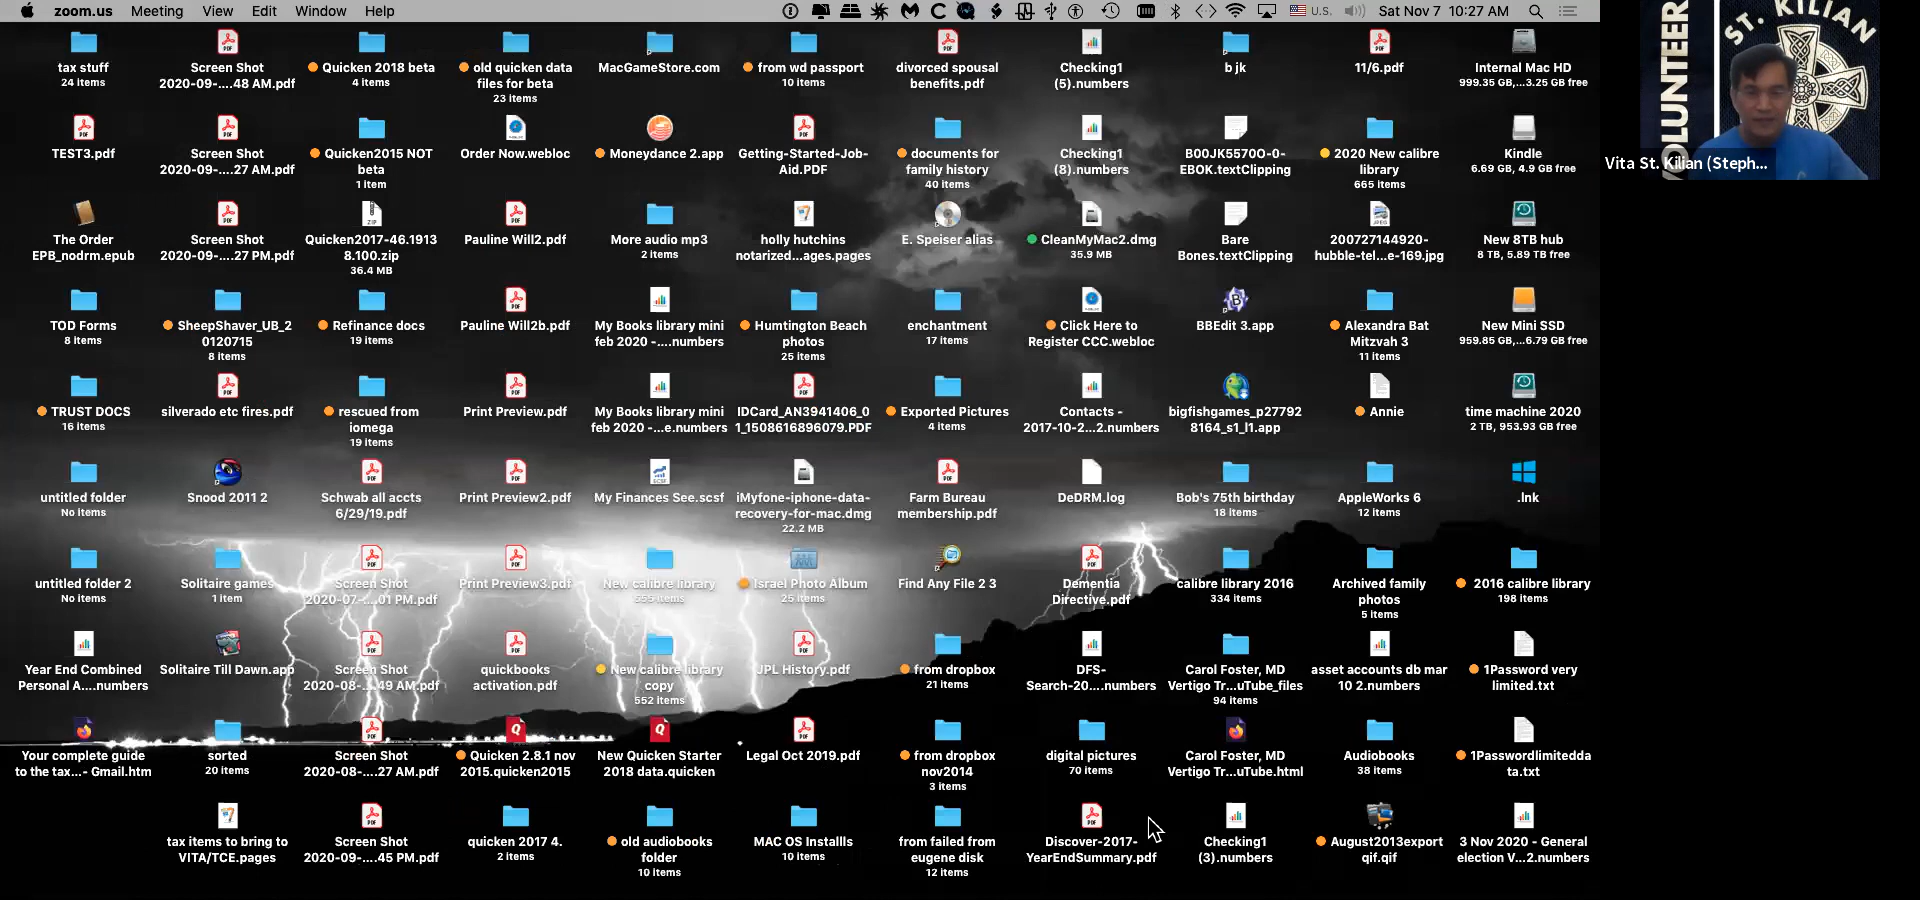 zoom.us Meeting View Edit Window Help U.S. Sat Nov 7 10:27 AM
tax stuff
24 items
Screen Shot
2020-09-....48 AM.pdf
Quicken 2018 beta
4 items
old quicken data
files for beta
23 items
MacGameStore.com
from wd passport
10 items
divorced spousal
benefits.pdf
Checking1
(5).numbers
b jk
11/6.pdf
Internal Mac HD
999.35 GB,...3.25 GB free
TEST3.pdf
Screen Shot
2020-09-....27 AM.pdf
Quicken2015 NOT
beta
1 item
Order Now.webloc
Moneydance 2.app
Getting-Started-Job-
Aid.PDF
documents for
family history
40 items
Checking1
(8).numbers
B00JK5570O-0-
EBOK.textClipping
2020 New calibre
library
665 items
Kindle
6.69 GB, 4.9 GB free
The Order
EPB_nodrm.epub
Screen Shot
2020-09-....27 PM.pdf
Quicken2017-46.1913
8.100.zip
36.4 MB
Pauline Will2.pdf
More audio mp3
2 items
holly hutchins
notarized...ages.pages
E. Speiser alias
CleanMyMac2.dmg
35.9 MB
Bare
Bones.textClipping
200727144920-
hubble-tel...e-169.jpg
New 8TB hub
8 TB, 5.89 TB free
TOD Forms
8 items
SheepShaver_UB_2
0120715
8 items
Refinance docs
19 items
Pauline Will2b.pdf
My Books library mini
feb 2020 -....numbers
Humtington Beach
photos
25 items
enchantment
17 items
Click Here to
Register CCC.webloc
BBEdit 3.app
Alexandra Bat
Mitzvah 3
11 items
New Mini SSD
959.85 GB,...6.79 GB free
TRUST DOCS
16 items
silverado etc fires.pdf
rescued from
iomega
19 items
Print Preview.pdf
My Books library mini
feb 2020 -...e.numbers
IDCard_AN3941406_0
1_1508616896079.PDF
Exported Pictures
4 items
Contacts -
2017-10-2...2.numbers
bigfishgames_p27792
8164_s1_l1.app
Annie
time machine 2020
2 TB, 953.93 GB free
untitled folder
No items
Snood 2011 2
Schwab all accts
6/29/19.pdf
Print Preview2.pdf
My Finances See.scsf
iMyfone-iphone-data-
recovery-for-mac.dmg
22.2 MB
Farm Bureau
membership.pdf
DeDRM.log
Bob's 75th birthday
18 items
AppleWorks 6
12 items
.lnk
untitled folder 2
No items
Solitaire games
1 item
Screen Shot
2020-07-....01 PM.pdf
Print Preview3.pdf
New calibre library
555 items
Israel Photo Album
25 items
Find Any File 2 3
Dementia
Directive.pdf
calibre library 2016
334 items
Archived family
photos
5 items
2016 calibre library
198 items
Year End Combined
Personal A....numbers
Solitaire Till Dawn.app
Screen Shot
2020-08-....49 AM.pdf
quickbooks
activation.pdf
New calibre library
copy
552 items
JPL History.pdf
from dropbox
21 items
DFS-
Search-20....numbers
Carol Foster, MD
Vertigo Tr...uTube_files
94 items
asset accounts db mar
10 2.numbers
1Password very
limited.txt
Your complete guide
to the tax...- Gmail.htm
sorted
20 items
Screen Shot
2020-08-....27 AM.pdf
Quicken 2.8.1 nov
2015.quicken2015
New Quicken Starter
2018 data.quicken
Legal Oct 2019.pdf
from dropbox
nov2014
3 items
digital pictures
70 items
Carol Foster, MD
Vertigo Tr...uTube.html
Audiobooks
38 items
1Passwordlimitedda
ta.txt
tax items to bring to
VITA/TCE.pages
Screen Shot
2020-09-....45 PM.pdf
quicken 2017 4.
2 items
old audiobooks
folder
10 items
MAC OS Installs
10 items
from failed from
eugene disk
12 items
Discover-2017-
YearEndSummary.pdf
Checking1
(3).numbers
August2013export
qif.qif
3 Nov 2020 - General
election V...2.numbers
VOLUNTEER
ST. KILIAN
Vita St. Kilian (Steph...